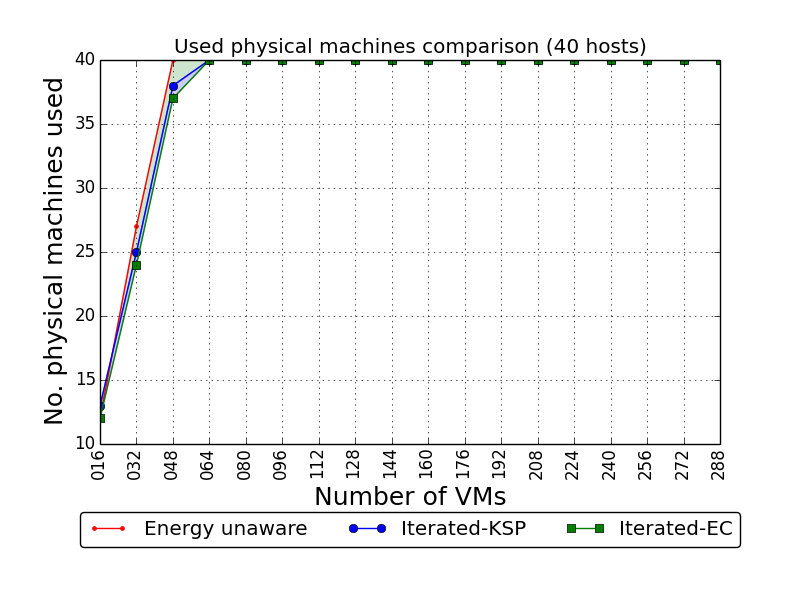 Used physical machines comparison (40 hosts)
No. physical machines used
40
35
30
25
20
15
10
016 032 048 064 080 096 112 128 144 160 176 192 208 224 240 256 272 288
Number of VMs
Energy unaware Iterated-KSP Iterated-EC